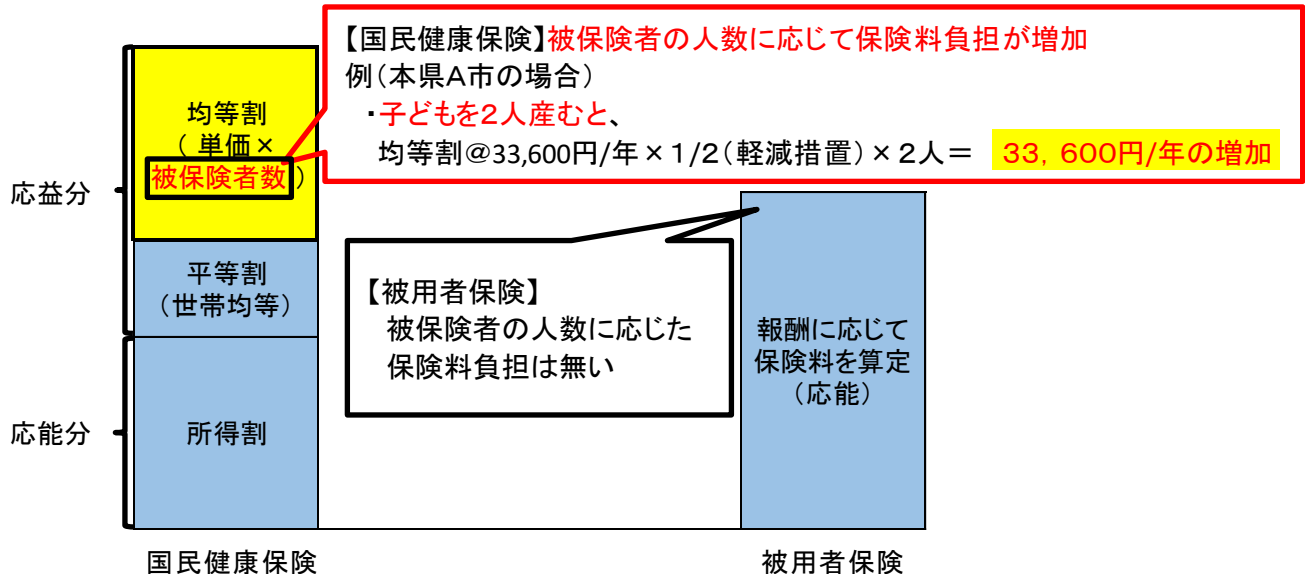 【国民健康保険】被保険者の人数に応じて保険料負担が増加
例(本県A市の場合)
・子どもを2人産むと、
均等割@33,600円/年×1/2(軽減措置)×2人= 33,600円/年の増加
均等割
( 単価×
被保険者数 )
応益分
平等割
(世帯均等)
【被用者保険】
被保険者の人数に応じた
保険料負担は無い
報酬に応じて
保険料を算定
(応能)
応能分
所得割
国民健康保険
被用者保険